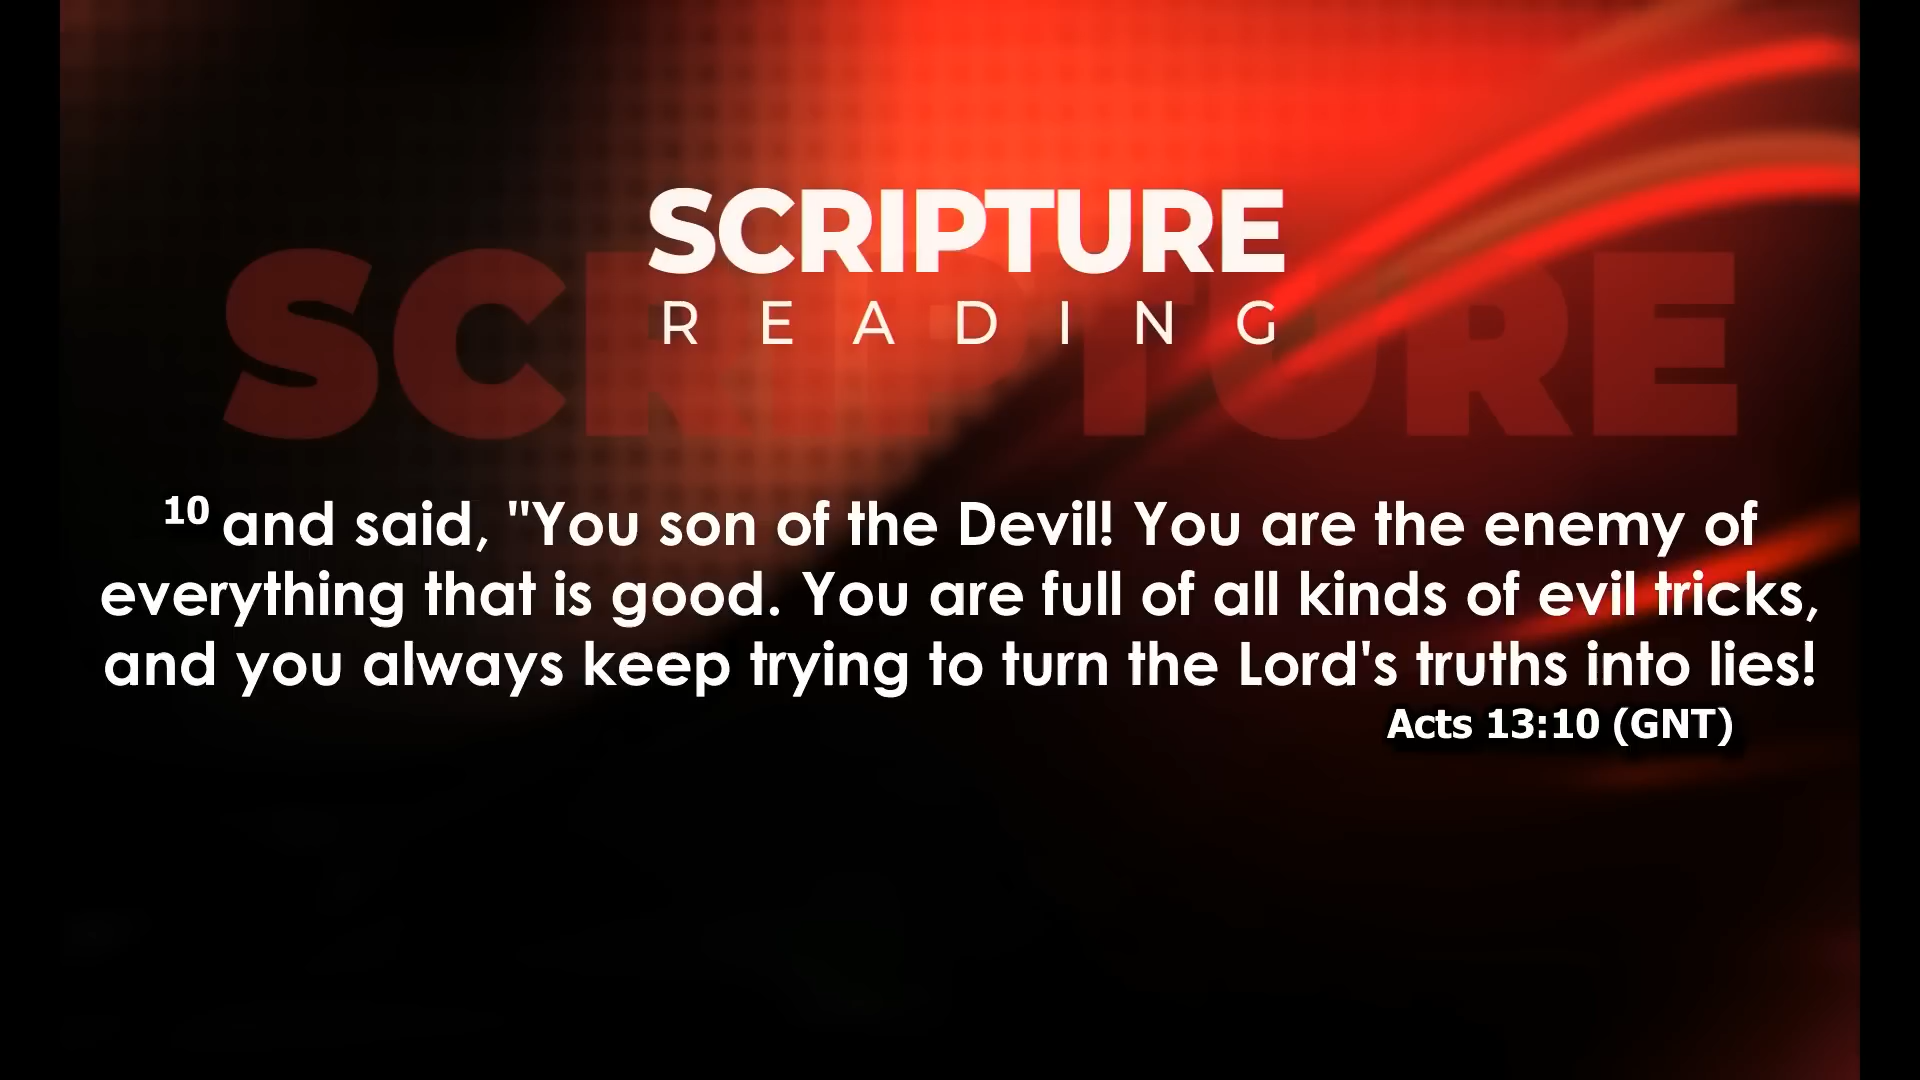 SCRIPTURE
SCRIPTURE
READING
10 and said, "You son of the Devil! You are the enemy of
everything that is good. You are full of all kinds of evil tricks,
and you always keep trying to turn the Lord's truths into lies!
Acts 13:10 (GNT)